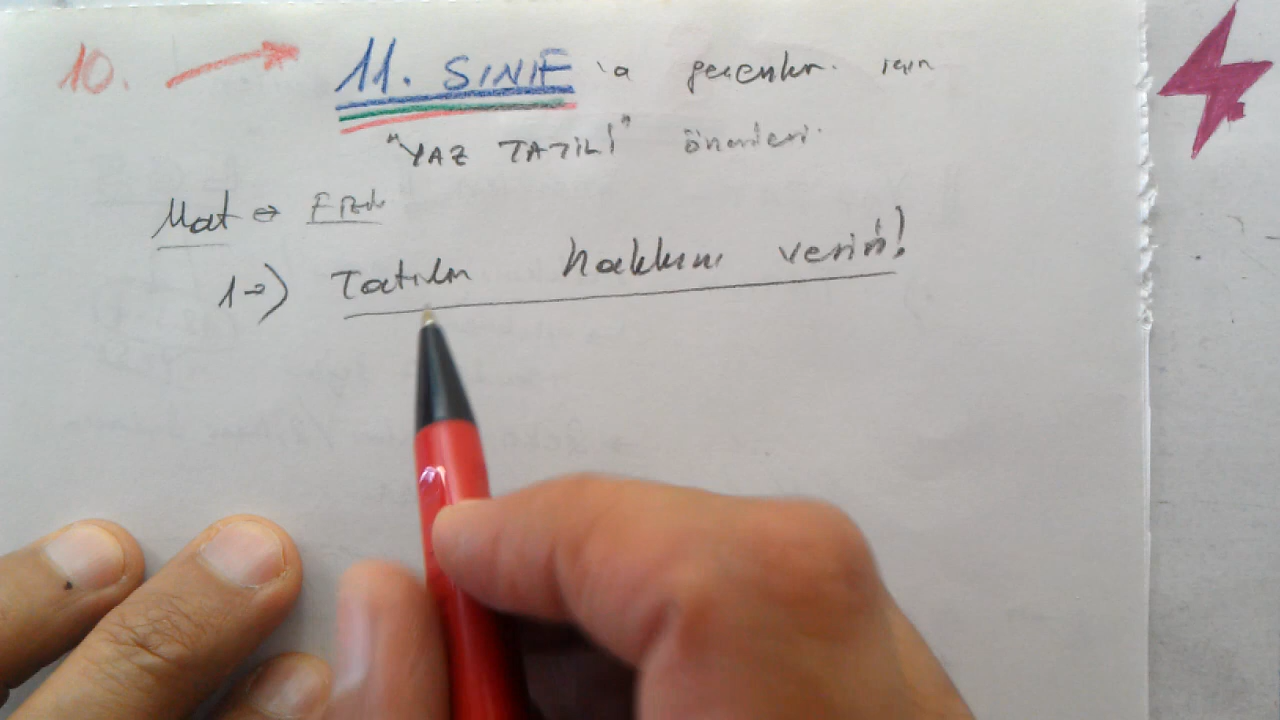 10. → 11. SINIF 'a geçenler için
"YAZ TATİLİ" önerileri.
Mat ⇒ Fizik
1⇒) Tatilin hakkını verin!